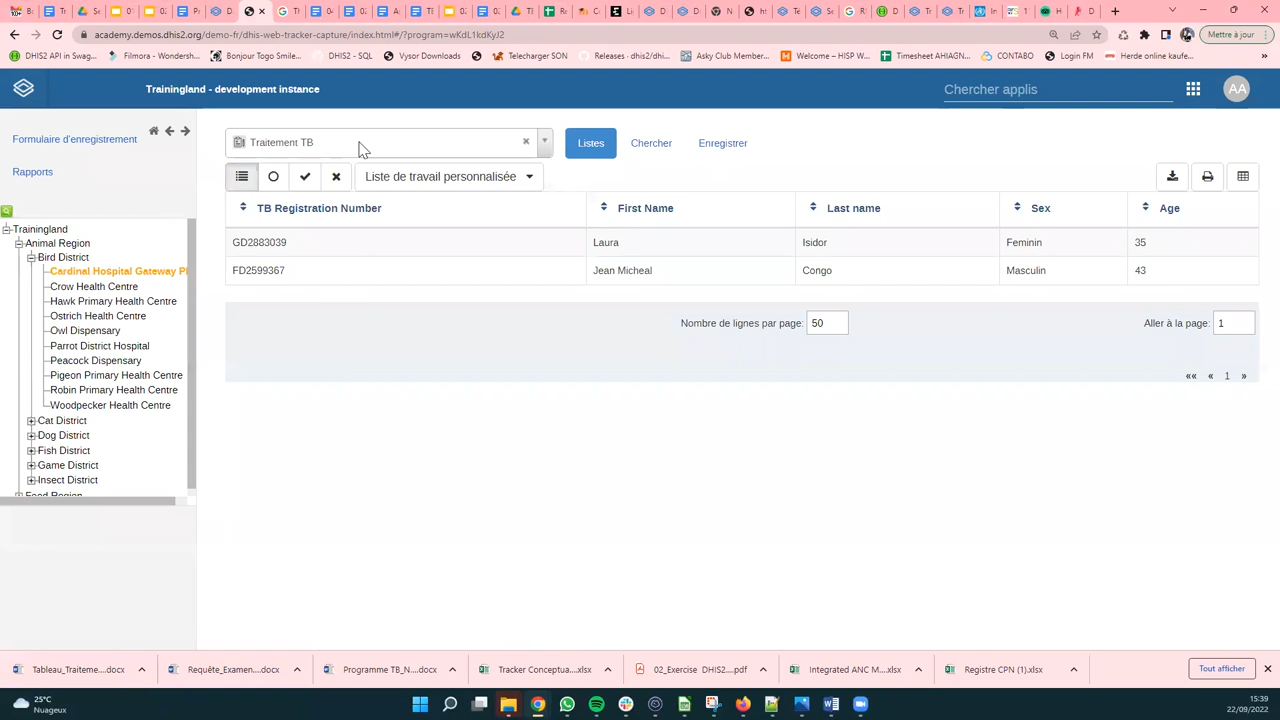 academy.demos.dhis2.org/demo-fr/dhis-web-tracker-capture/index.html#/?program=wKdL1kdXyJ2
Mettre à jour
DHIS2 API in Swag...
Filmora - Wondersh...
Bonjour Togo Smile...
DHIS2 - SQL
Vysor Downloads
Telecharger SON
Releases · dhis2/dhi...
Asky Club Member...
Welcome – HISP W...
Timesheet AHIAGN...
CONTABO
Login FM
Herde online kaufe...
Trainingland - development instance
Chercher applis
AA
Formulaire d'enregistrement
Rapports
Traitement TB
Listes
Chercher
Enregistrer
Liste de travail personnalisée
TB Registration Number First Name Last name Sex Age
GD2883039 Laura Isidor Feminin 35
FD2599367 Jean Micheal Congo Masculin 43
Nombre de lignes par page: 50
Aller à la page: 1
«« « 1 »
Trainingland
Animal Region
Bird District
Cardinal Hospital Gateway P
Crow Health Centre
Hawk Primary Health Centre
Ostrich Health Centre
Owl Dispensary
Parrot District Hospital
Peacock Dispensary
Pigeon Primary Health Centre
Robin Primary Health Centre
Woodpecker Health Centre
Cat District
Dog District
Fish District
Game District
Insect District
Food Region
Tableau_Traiteme....docx
Requête_Examen....docx
Programme TB_N....docx
Tracker Conceptua....xlsx
02_Exercise DHIS2....pdf
Integrated ANC M....xlsx
Registre CPN (1).xlsx
Tout afficher
25°C
Nuageux
15:39
22/09/2022